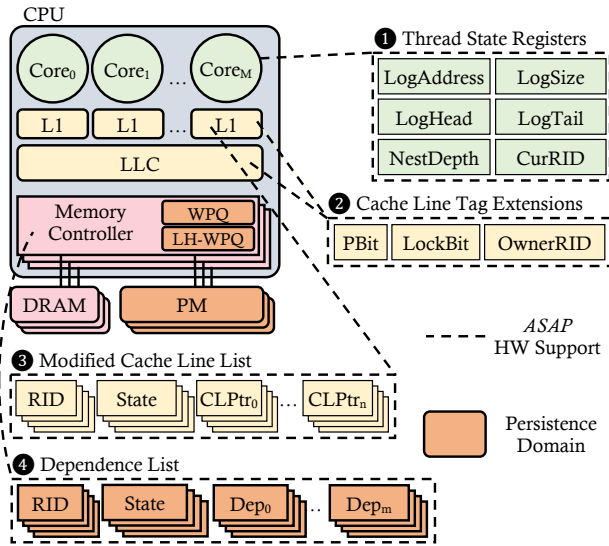 CPU
Core0 Core1 ... CoreM
L1 L1 ... L1
LLC
Memory
Controller
WPQ
LH-WPQ
DRAM PM
❶ Thread State Registers
LogAddress LogSize
LogHead LogTail
NestDepth CurRID
❷ Cache Line Tag Extensions
PBit LockBit OwnerRID
ASAP
HW Support
❸ Modified Cache Line List
RID State CLPtr0 ... CLPtrn
Persistence
Domain
❹ Dependence List
RID State Dep0 .. Depm